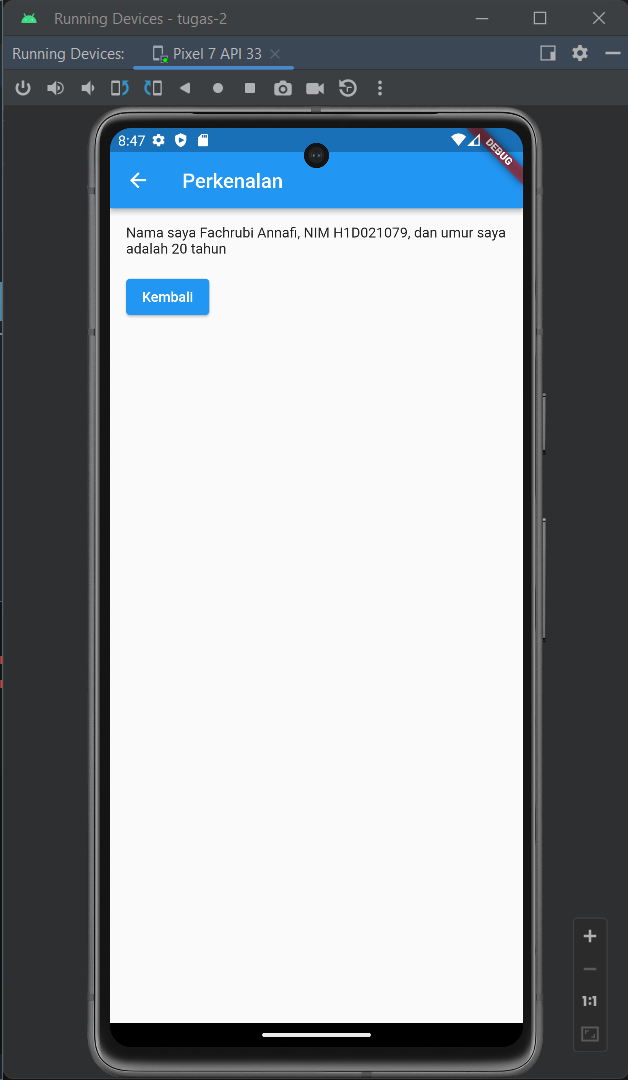 Running Devices - tugas-2
Running Devices:
Pixel 7 API 33
8:47
DEBUG
Perkenalan
Nama saya Fachrubi Annafi, NIM H1D021079, dan umur saya
adalah 20 tahun
Kembali
1:1